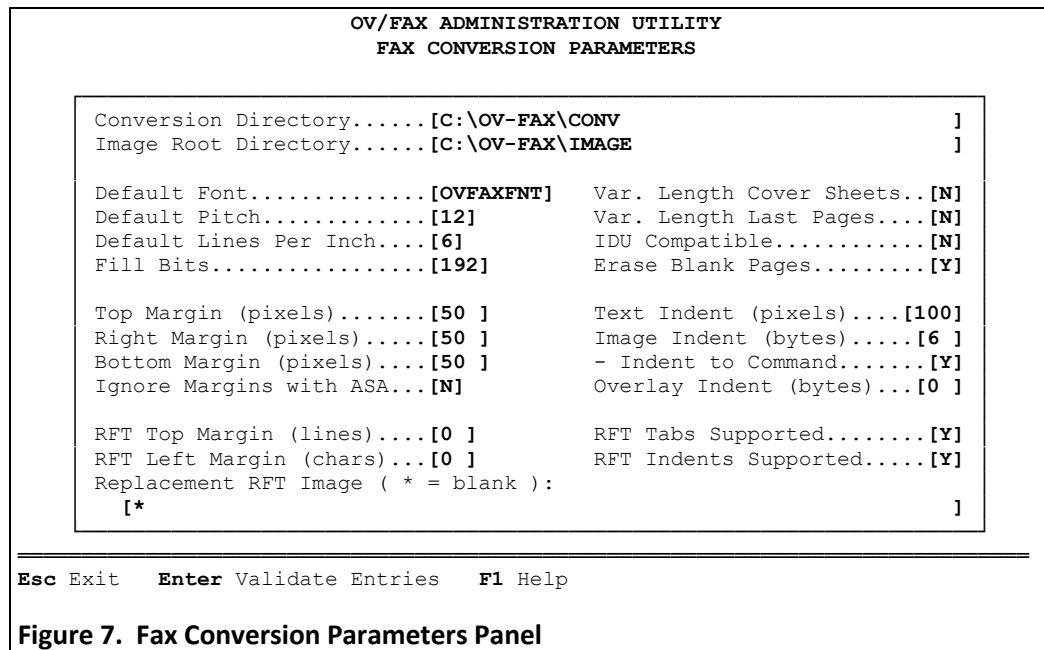 OV/FAX ADMINISTRATION UTILITY
FAX CONVERSION PARAMETERS
Conversion Directory......[C:\OV-FAX\CONV ]
Image Root Directory......[C:\OV-FAX\IMAGE ]
Default Font..............[OVFAXFNT] Var. Length Cover Sheets..[N]
Default Pitch.............[12] Var. Length Last Pages....[N]
Default Lines Per Inch....[6] IDU Compatible............[N]
Fill Bits.................[192] Erase Blank Pages.........[Y]
Top Margin (pixels).......[50 ] Text Indent (pixels)....[100]
Right Margin (pixels).....[50 ] Image Indent (bytes).....[6 ]
Bottom Margin (pixels)....[50 ] - Indent to Command.......[Y]
Ignore Margins with ASA...[N] Overlay Indent (bytes)...[0 ]
RFT Top Margin (lines)....[0 ] RFT Tabs Supported........[Y]
RFT Left Margin (chars)...[0 ] RFT Indents Supported.....[Y]
Replacement RFT Image ( * = blank ):
[* ]
Esc Exit Enter Validate Entries F1 Help
Figure 7. Fax Conversion Parameters Panel